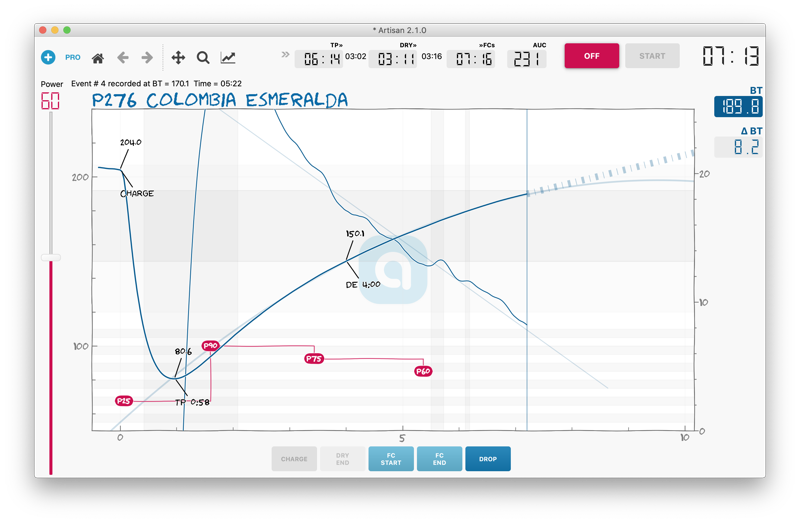 * Artisan 2.1.0
PRO
TP»
06:14
03:02
DRY»
03:11
03:16
»FCs
07:16
AUC
231
OFF
START
07:13
Power
Event # 4 recorded at BT = 170.1 Time = 05:22
60
P276 COLOMBIA ESMERALDA
BT
189.8
Δ BT
8.2
204.0
CHARGE
200
20
150.1
DE 4:00
10
100
80.6
TP 0:58
P90
P75
P60
P25
0
0
5
10
CHARGE
DRY
END
FC
START
FC
END
DROP